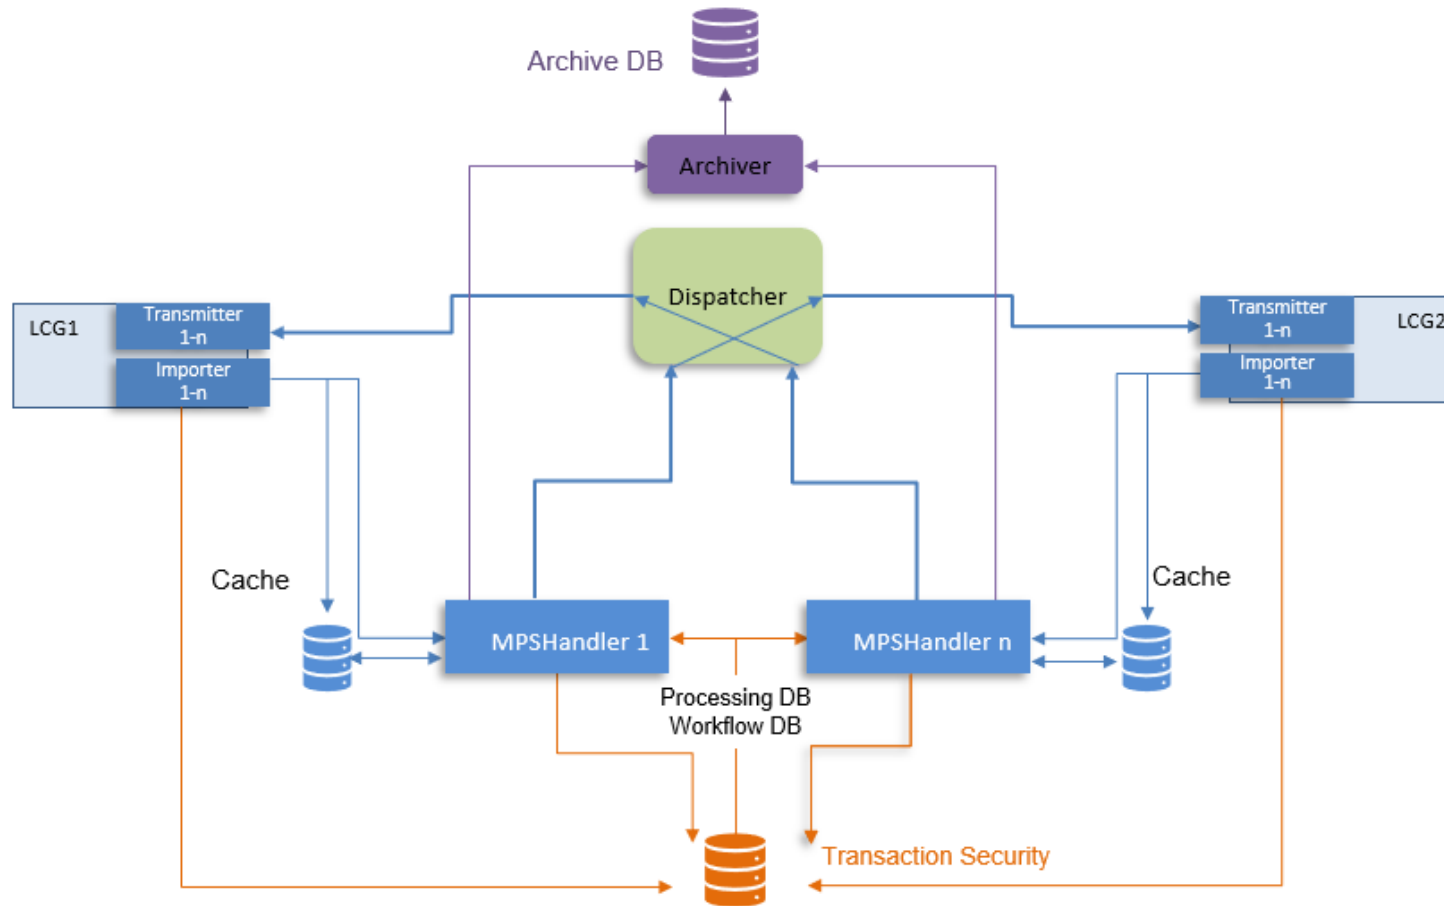 Archive DB
Archiver
Dispatcher
LCG1
Transmitter
1-n
Importer
1-n
Transmitter
1-n
LCG2
Importer
1-n
Cache
Cache
MPSHandler 1
MPSHandler n
Processing DB
Workflow DB
Transaction Security